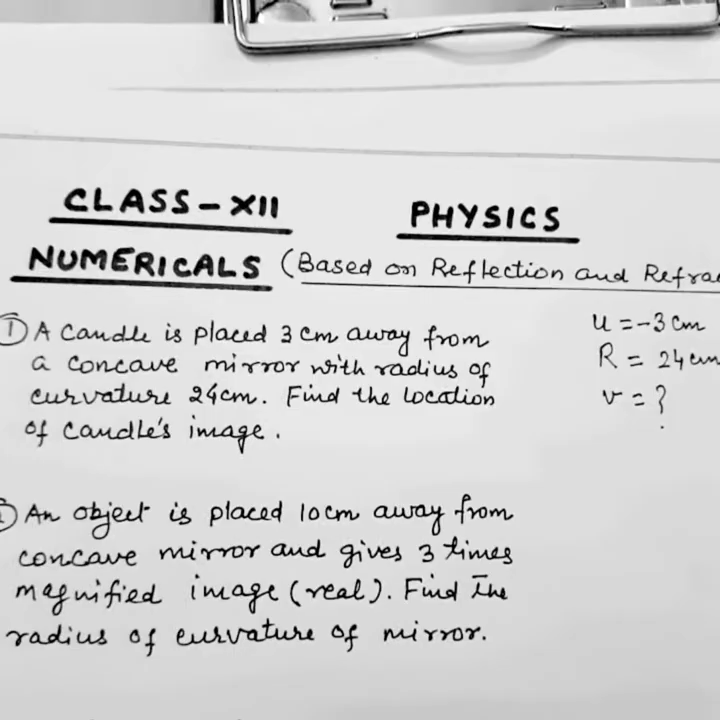 CLASS-XII PHYSICS
NUMERICALS (Based on Reflection and
① A Candle is placed 3 cm away from
a concave mirror with radius of
curvature 24cm. Find the location
of candle's image.
u = -3 cm
R = 24 cm
v = ?
An object is placed 10cm away from
concave mirror and gives 3 times
magnified image (real). Find the
radius of curvature of mirror.